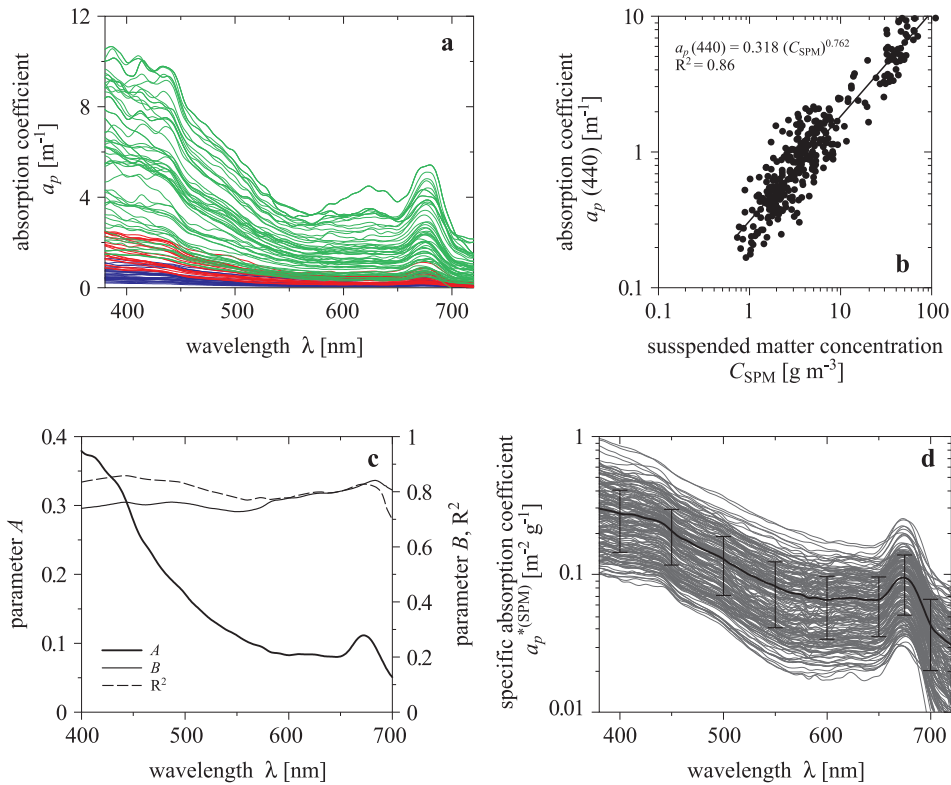 a
12
8
4
0
absorption coefficient
a_p [m⁻¹]
400 500 600 700
wavelength λ [nm]
b
a_p (440) = 0.318 (C_SPM)^0.762
R² = 0.86
10
1
0.1
absorption coefficient
a_p (440) [m⁻¹]
0.1 1 10 100
susspended matter concentration
C_SPM [g m⁻³]
c
0.4
0.3
0.2
0.1
0
parameter A
1
0.8
0.6
0.4
0.2
0
parameter B, R²
A
B
R²
400 500 600 700
wavelength λ [nm]
d
1
0.10
0.01
specific absorption coefficient
a_p*(SPM) [m⁻² g⁻¹]
400 500 600 700
wavelength λ [nm]